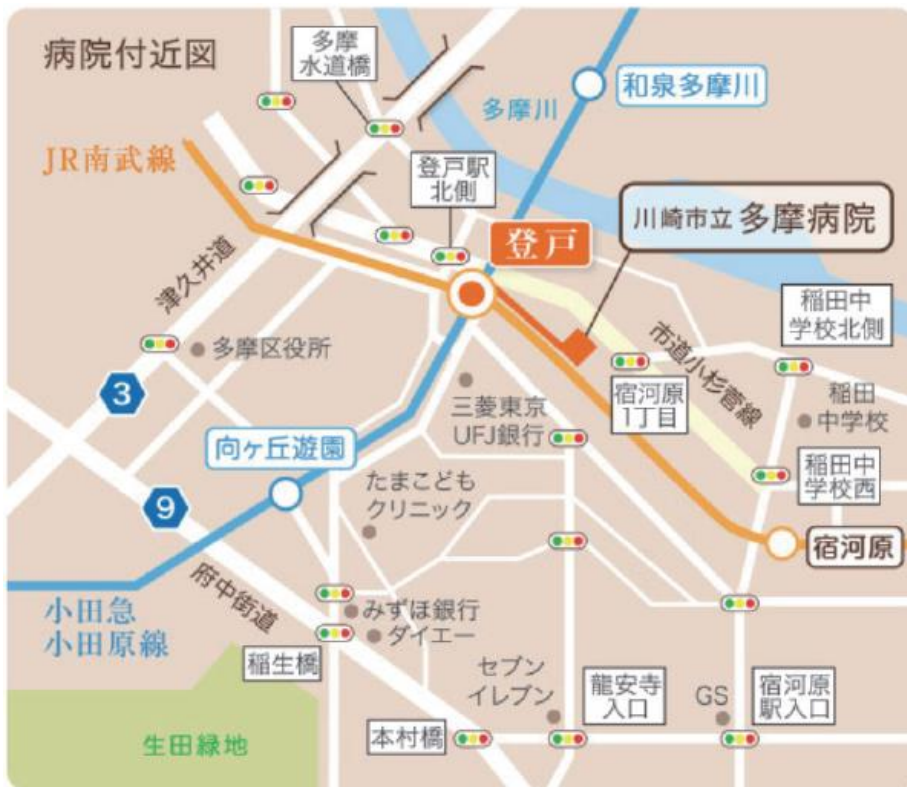 病院付近図
多摩
水道橋
和泉多摩川
多摩川
JR南武線
登戸駅
北側
川崎市立 多摩病院
登戸
津久井道
稲田中
学校北側
多摩区役所
市道小杉菅線
3
宿河原
1丁目
稲田
中学校
三菱東京
UFJ銀行
向ヶ丘遊園
稲田中
学校西
たまこども
クリニック
9
宿河原
府中街道
小田急
小田原線
みずほ銀行
ダイエー
稲生橋
セブン
イレブン
龍安寺
入口
GS
宿河原
駅入口
本村橋
生田緑地